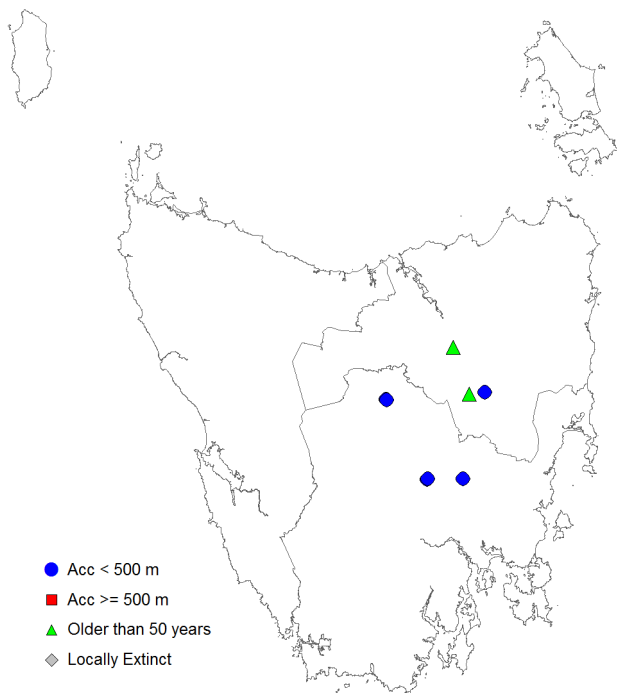 Acc < 500 m
Acc >= 500 m
Older than 50 years
Locally Extinct